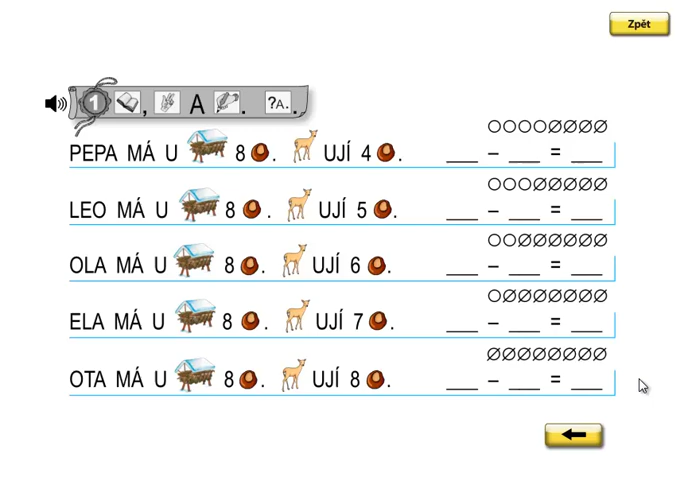 Zpět
1 , A . ?A. .
PEPA MÁ U 8 . UJÍ 4 . ___ – ___ = ___
LEO MÁ U 8 . UJÍ 5 . ___ – ___ = ___
OLA MÁ U 8 . UJÍ 6 . ___ – ___ = ___
ELA MÁ U 8 . UJÍ 7 . ___ – ___ = ___
OTA MÁ U 8 . UJÍ 8 . ___ – ___ = ___